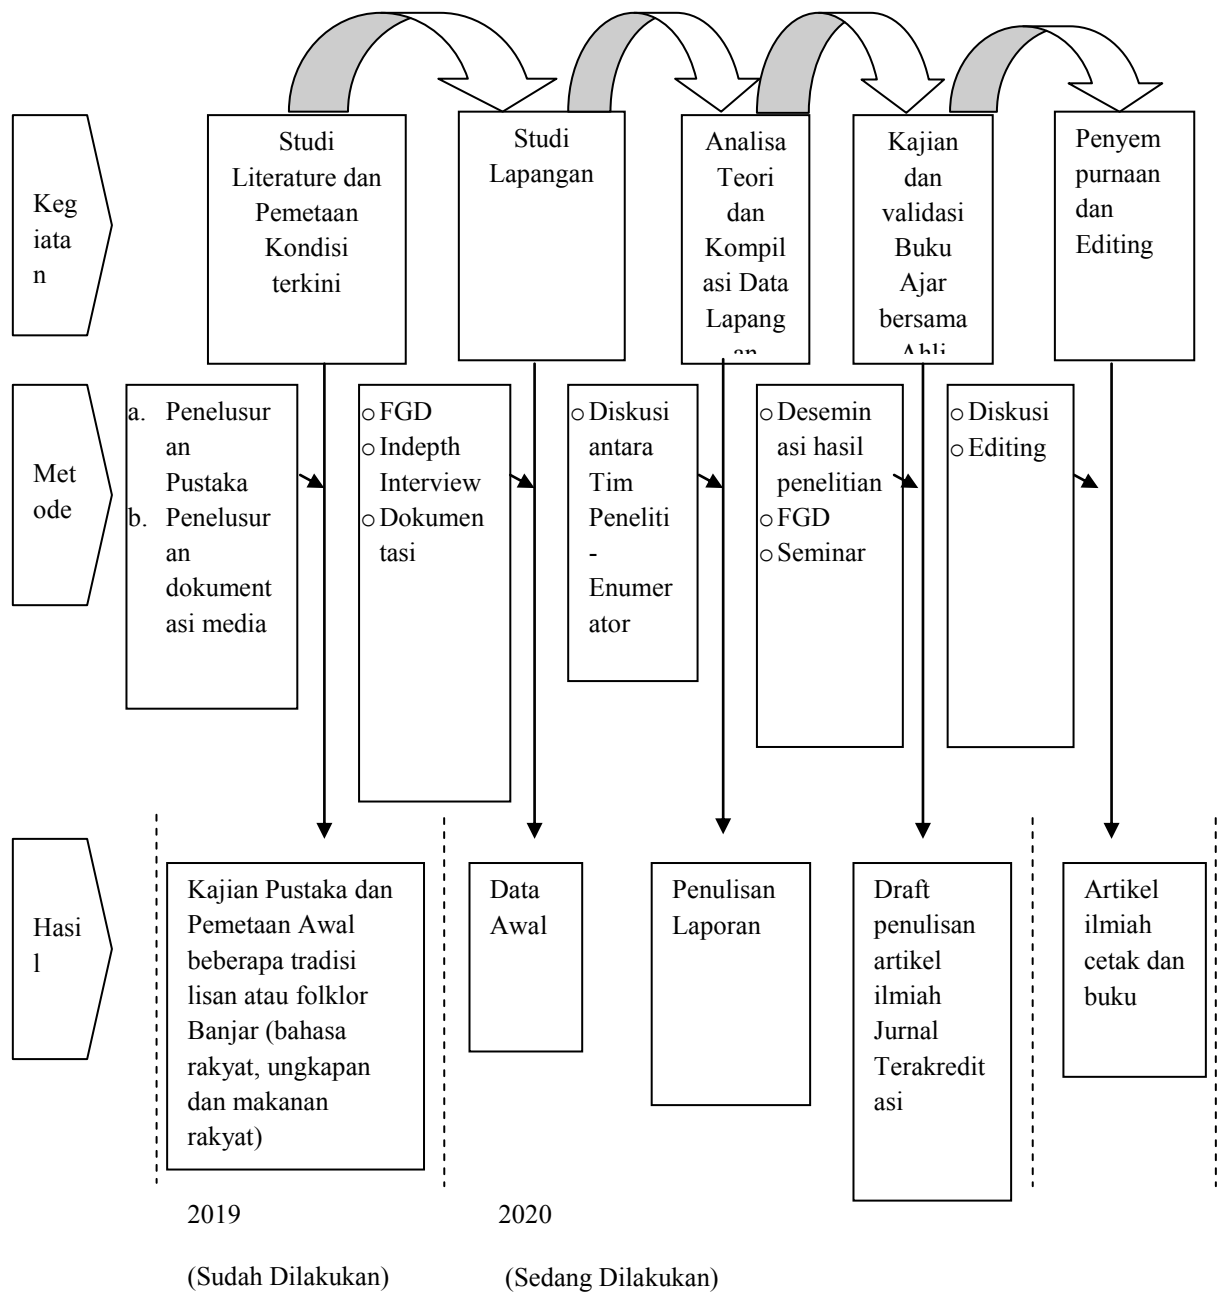 Keg
iata
n
Studi
Literature dan
Pemetaan
Kondisi
terkini
Studi
Lapangan
Analisa
Teori
dan
Kompil
asi Data
Lapang
an
Kajian
dan
validasi
Buku
Ajar
bersama
Ahli
Penyem
purnaan
dan
Editing
Met
ode
a. Penelusur
an
Pustaka
b. Penelusur
an
dokument
asi media
o FGD
o Indepth
Interview
o Dokumen
tasi
o Diskusi
antara
Tim
Peneliti
-
Enumer
ator
o Desemin
asi hasil
penelitian
o FGD
o Seminar
o Diskusi
o Editing
Hasi
l
Kajian Pustaka dan
Pemetaan Awal
beberapa tradisi
lisan atau folklor
Banjar (bahasa
rakyat, ungkapan
dan makanan
rakyat)
Data
Awal
Penulisan
Laporan
Draft
penulisan
artikel
ilmiah
Jurnal
Terakredit
asi
Artikel
ilmiah
cetak dan
buku
2019
(Sudah Dilakukan)
2020
(Sedang Dilakukan)